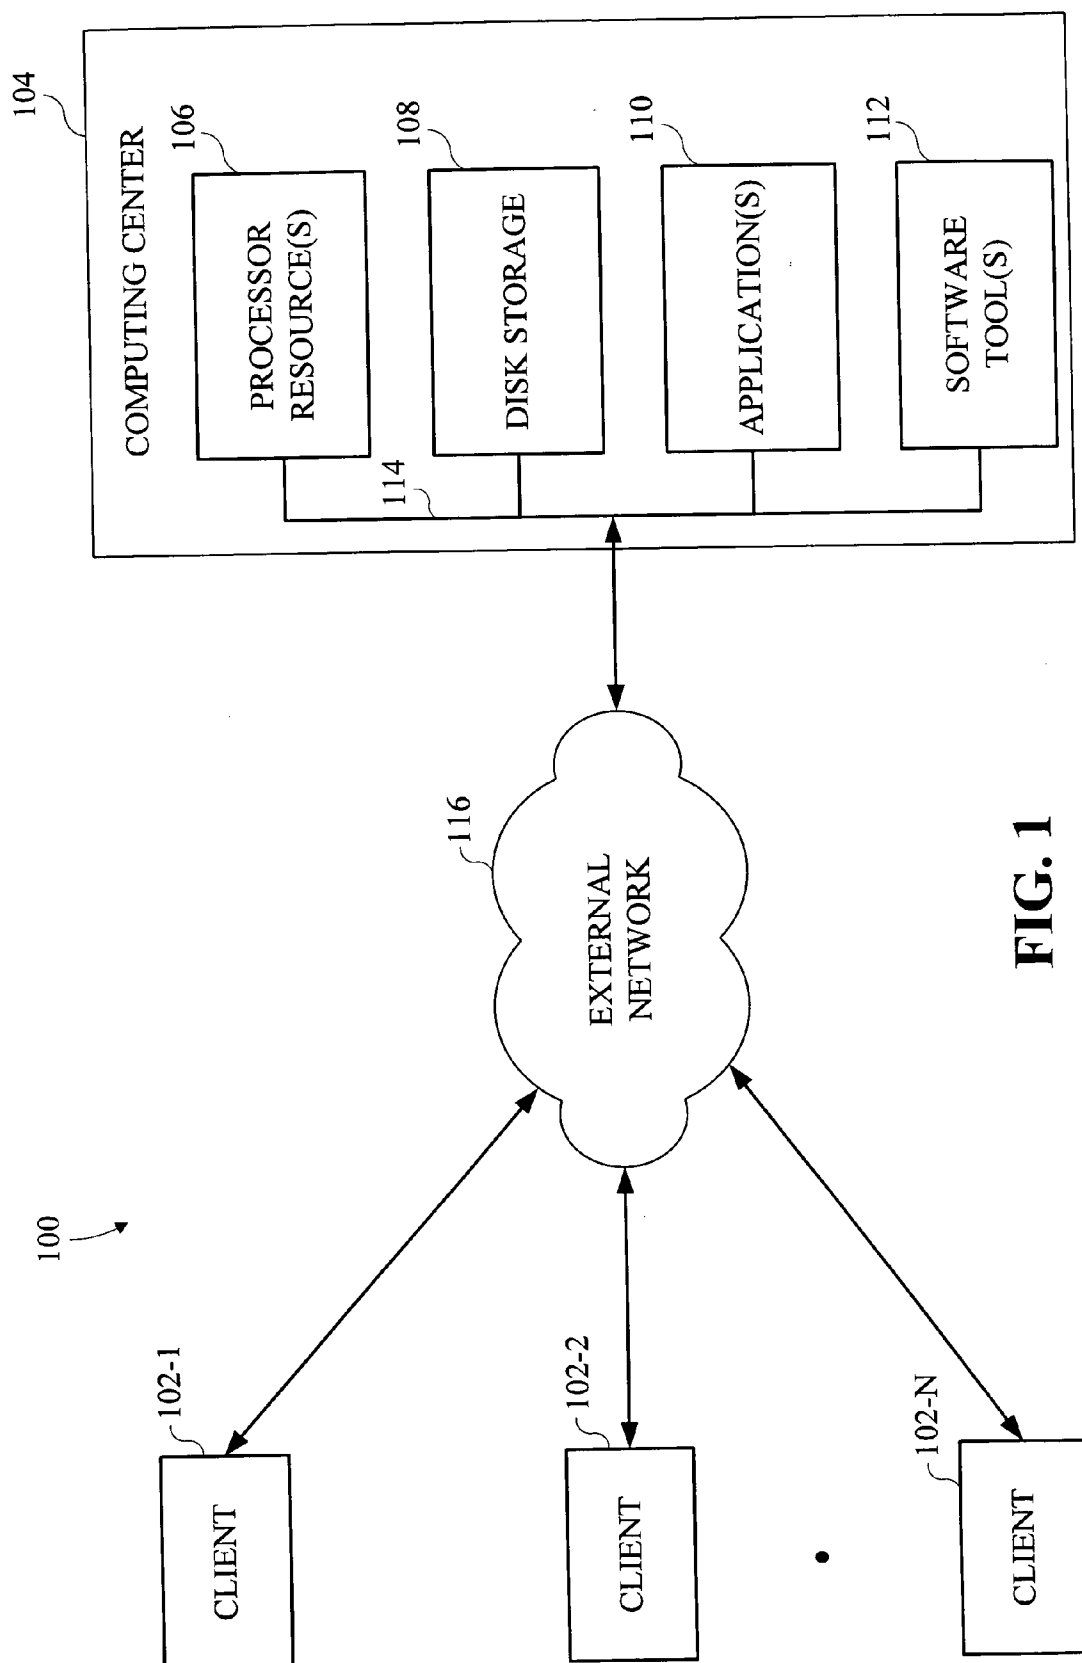 100
102-1
CLIENT
102-2
CLIENT
102-N
CLIENT
116
EXTERNAL
NETWORK
104
COMPUTING CENTER
106
PROCESSOR
RESOURCE(S)
108
DISK STORAGE
110
APPLICATION(S)
112
SOFTWARE
TOOL(S)
114
FIG. 1